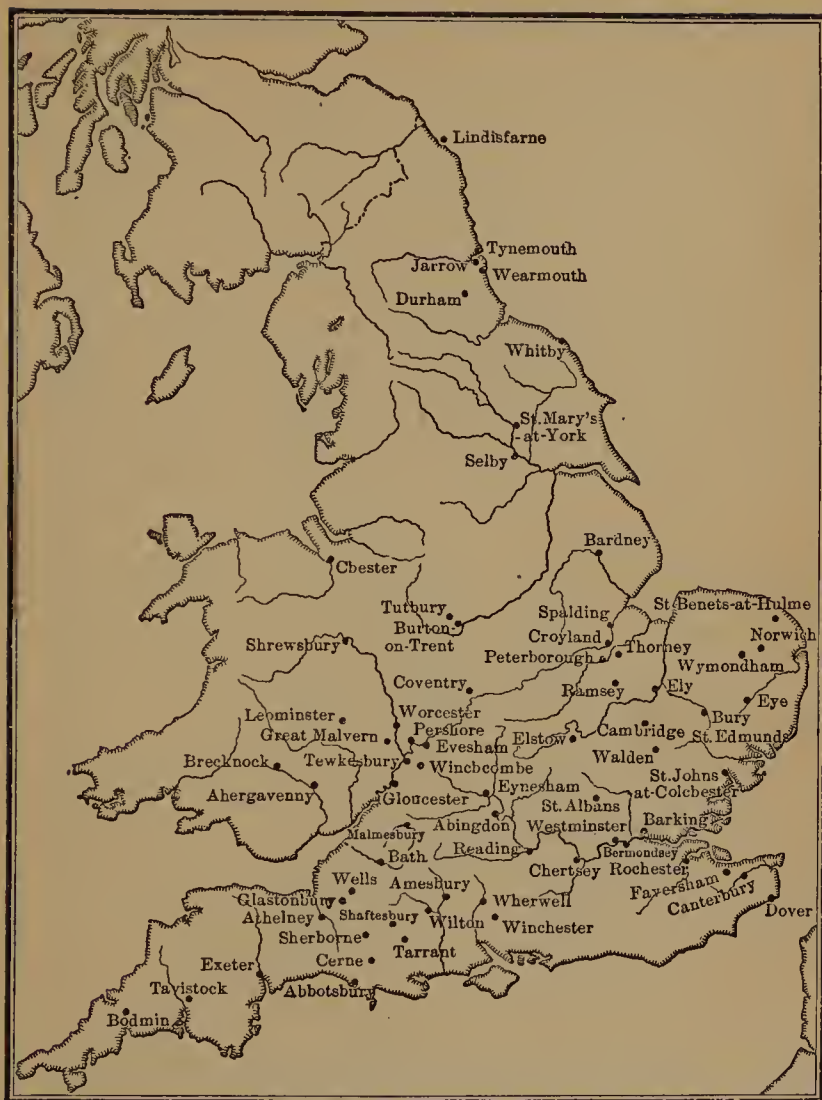 Lindisfarne
Tynemouth
Jarrow
Wearmouth
Durham
Whitby
St.Mary's
-at-York
Selby
Bardney
Chester
Tutbury
Burton-
on-Trent
St Benets-at-Hulme
Spalding
Croyland
Norwich
Shrewsbury
Thorney
Peterborough
Wymondham
Coventry
Ramsey
Ely
Eye
Leominster
Worcester
Bury
St. Edmunds
Great Malvern
Pershore
Evesham
Elstow
Cambridge
Walden
Brecknock
Tewkesbury
Wincbcombe
St.Johns
at-Colchester
Ahergavenny
Gloucester
Eynesham
St. Albans
Malmesbury
Abingdon
Westminster
Barking
Reading
Bermondsey
Bath
Chertsey
Rochester
Wells
Amesbury
Faversham
Glastonbury
Wherwell
Canterbury
Athelney
Shaftesbury
Wilton
Winchester
Dover
Sherborne
Tarrant
Cerne
Exeter
Abbotsbury
Tavistock
Bodmin